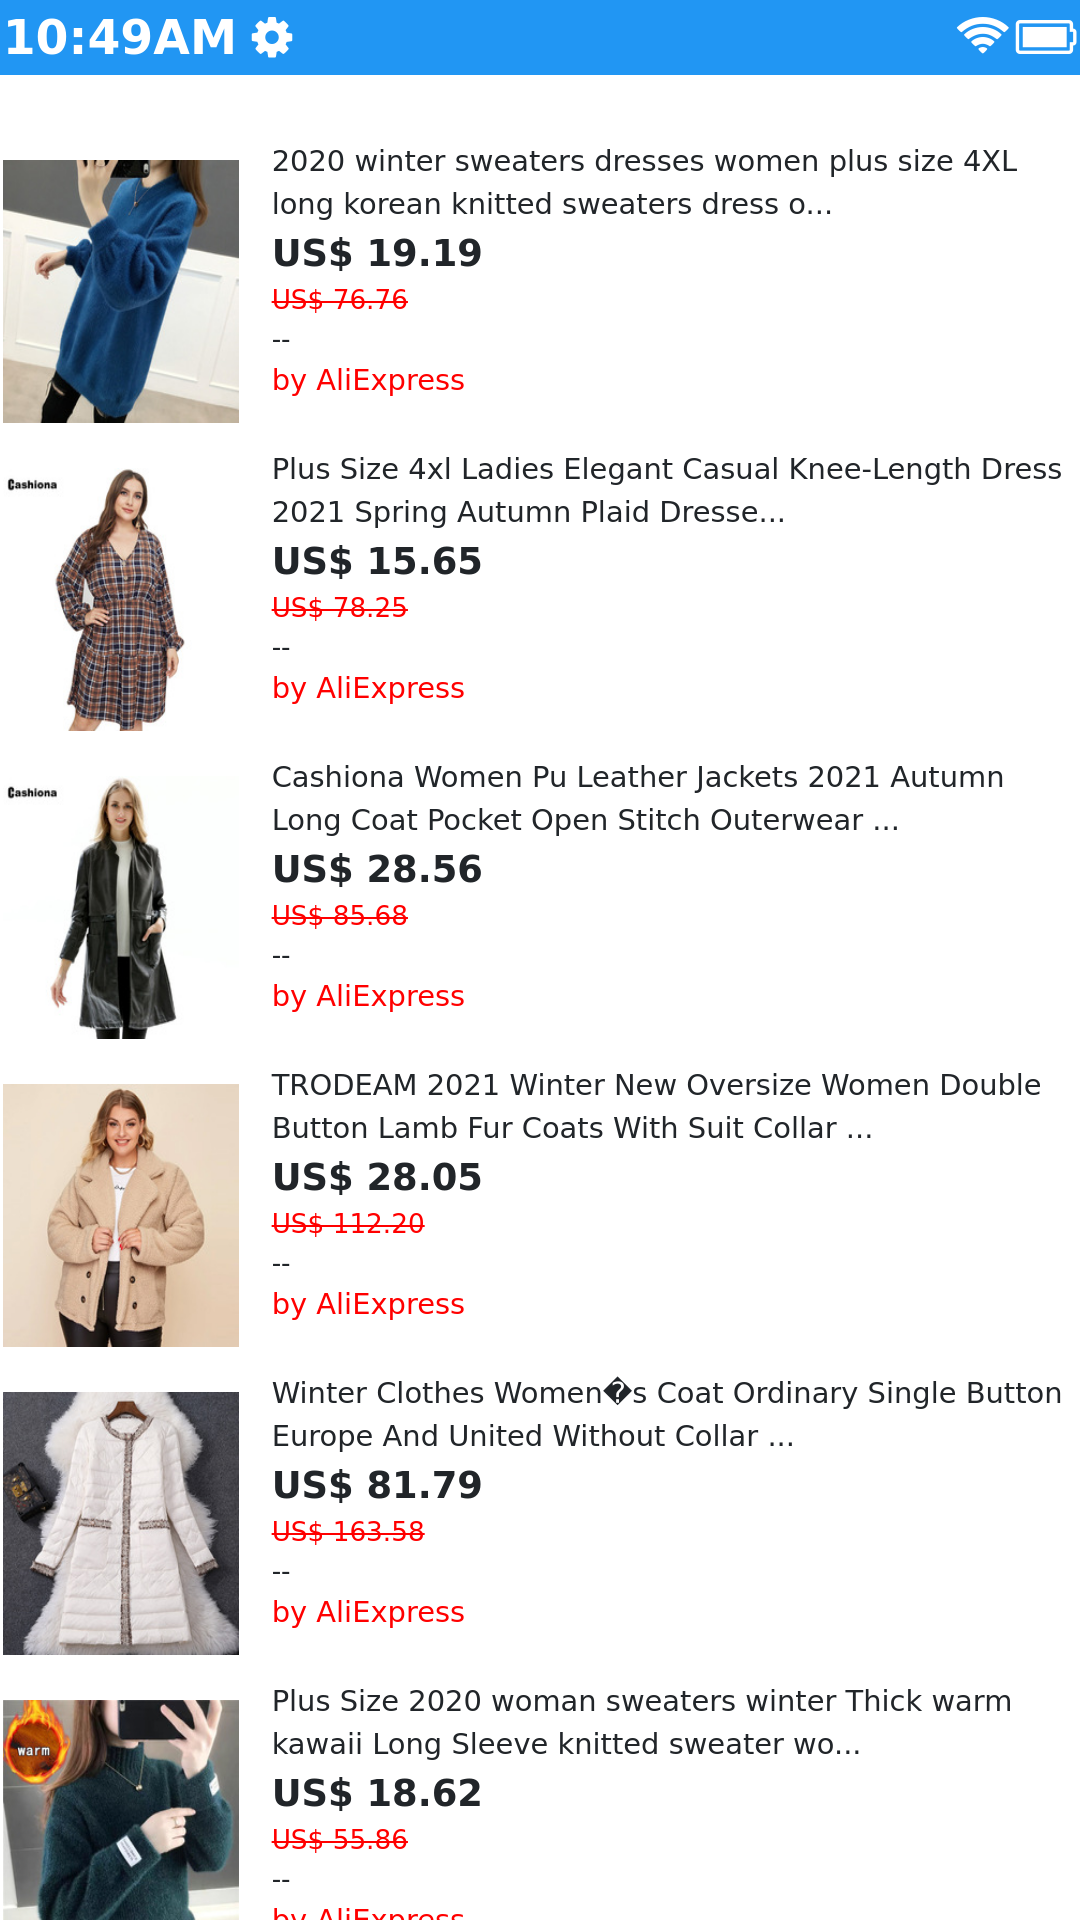 10:49AM
2020 winter sweaters dresses women plus size 4XL
long korean knitted sweaters dress o...
US$ 19.19
US$ 76.76
--
by AliExpress
Cashiona
Plus Size 4xl Ladies Elegant Casual Knee-Length Dress
2021 Spring Autumn Plaid Dresse...
US$ 15.65
US$ 78.25
--
by AliExpress
Cashiona
Cashiona Women Pu Leather Jackets 2021 Autumn
Long Coat Pocket Open Stitch Outerwear ...
US$ 28.56
US$ 85.68
--
by AliExpress
TRODEAM 2021 Winter New Oversize Women Double
Button Lamb Fur Coats With Suit Collar ...
US$ 28.05
US$ 112.20
--
by AliExpress
Winter Clothes Women�s Coat Ordinary Single Button
Europe And United Without Collar ...
US$ 81.79
US$ 163.58
--
by AliExpress
warm
Plus Size 2020 woman sweaters winter Thick warm
kawaii Long Sleeve knitted sweater wo...
US$ 18.62
US$ 55.86
--
by AliExpress